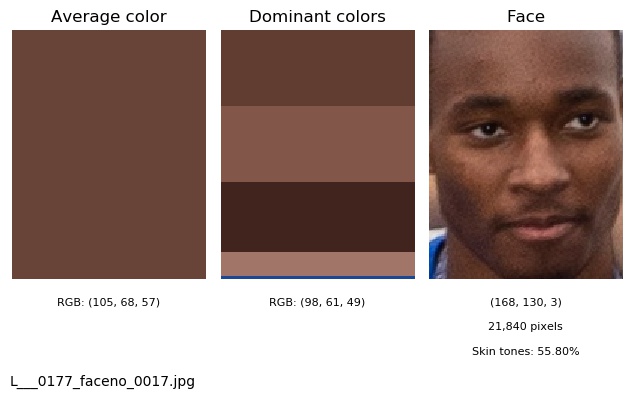 Average color
Dominant colors
Face
RGB: (105, 68, 57)
RGB: (98, 61, 49)
(168, 130, 3)
21,840 pixels
Skin tones: 55.80%
L___0177_faceno_0017.jpg